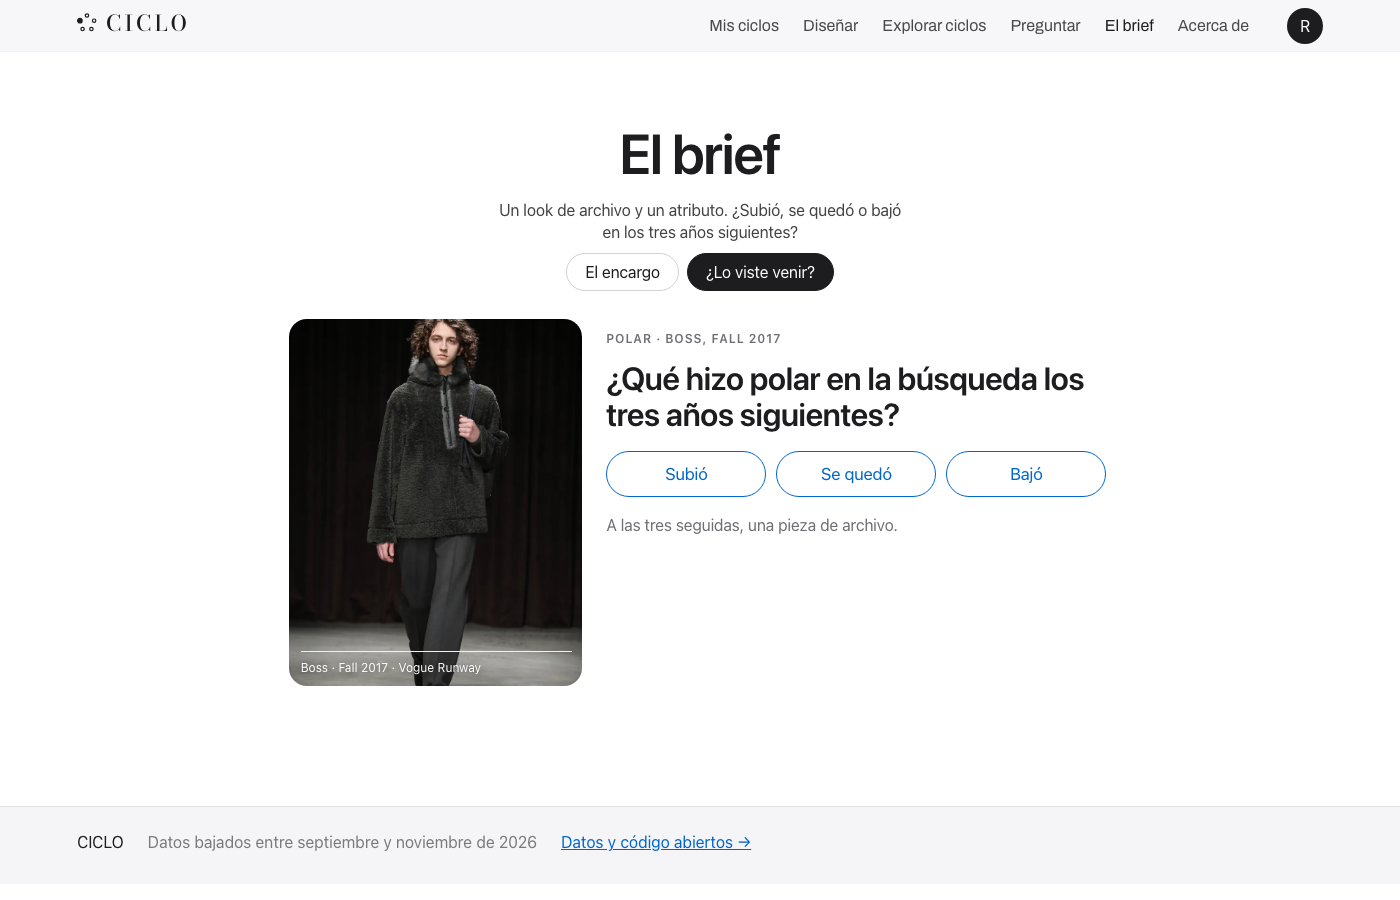 CICLO
Mis ciclos
Diseñar
Explorar ciclos
Preguntar
El brief
Acerca de
R
El brief
Un look de archivo y un atributo. ¿Subió, se quedó o bajó
en los tres años siguientes?
El encargo
¿Lo viste venir?
POLAR · BOSS, FALL 2017
¿Qué hizo polar en la búsqueda los
tres años siguientes?
Subió
Se quedó
Bajó
A las tres seguidas, una pieza de archivo.
Boss · Fall 2017 · Vogue Runway
CICLO
Datos bajados entre septiembre y noviembre de 2026
Datos y código abiertos →